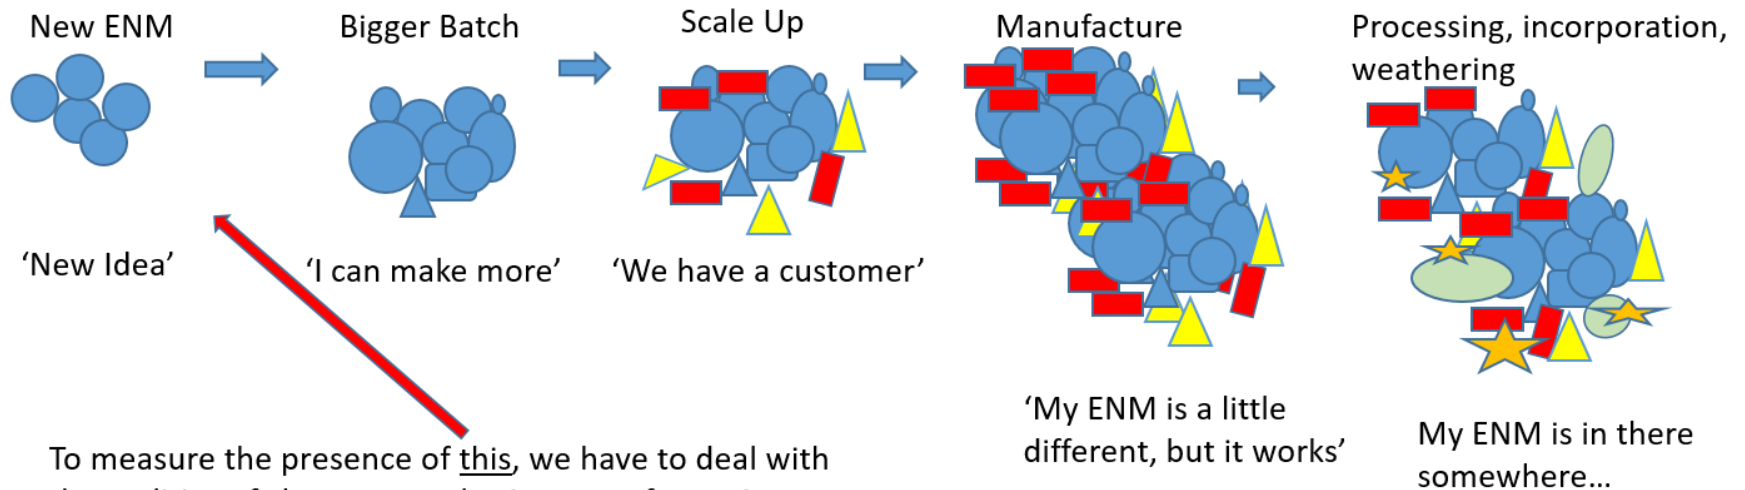 New ENM
Bigger Batch
Scale Up
Manufacture
Processing, incorporation,
weathering
‘New Idea’
‘I can make more’
‘We have a customer’
‘My ENM is a little
different, but it works’
My ENM is in there
somewhere…
To measure the presence of this, we have to deal with